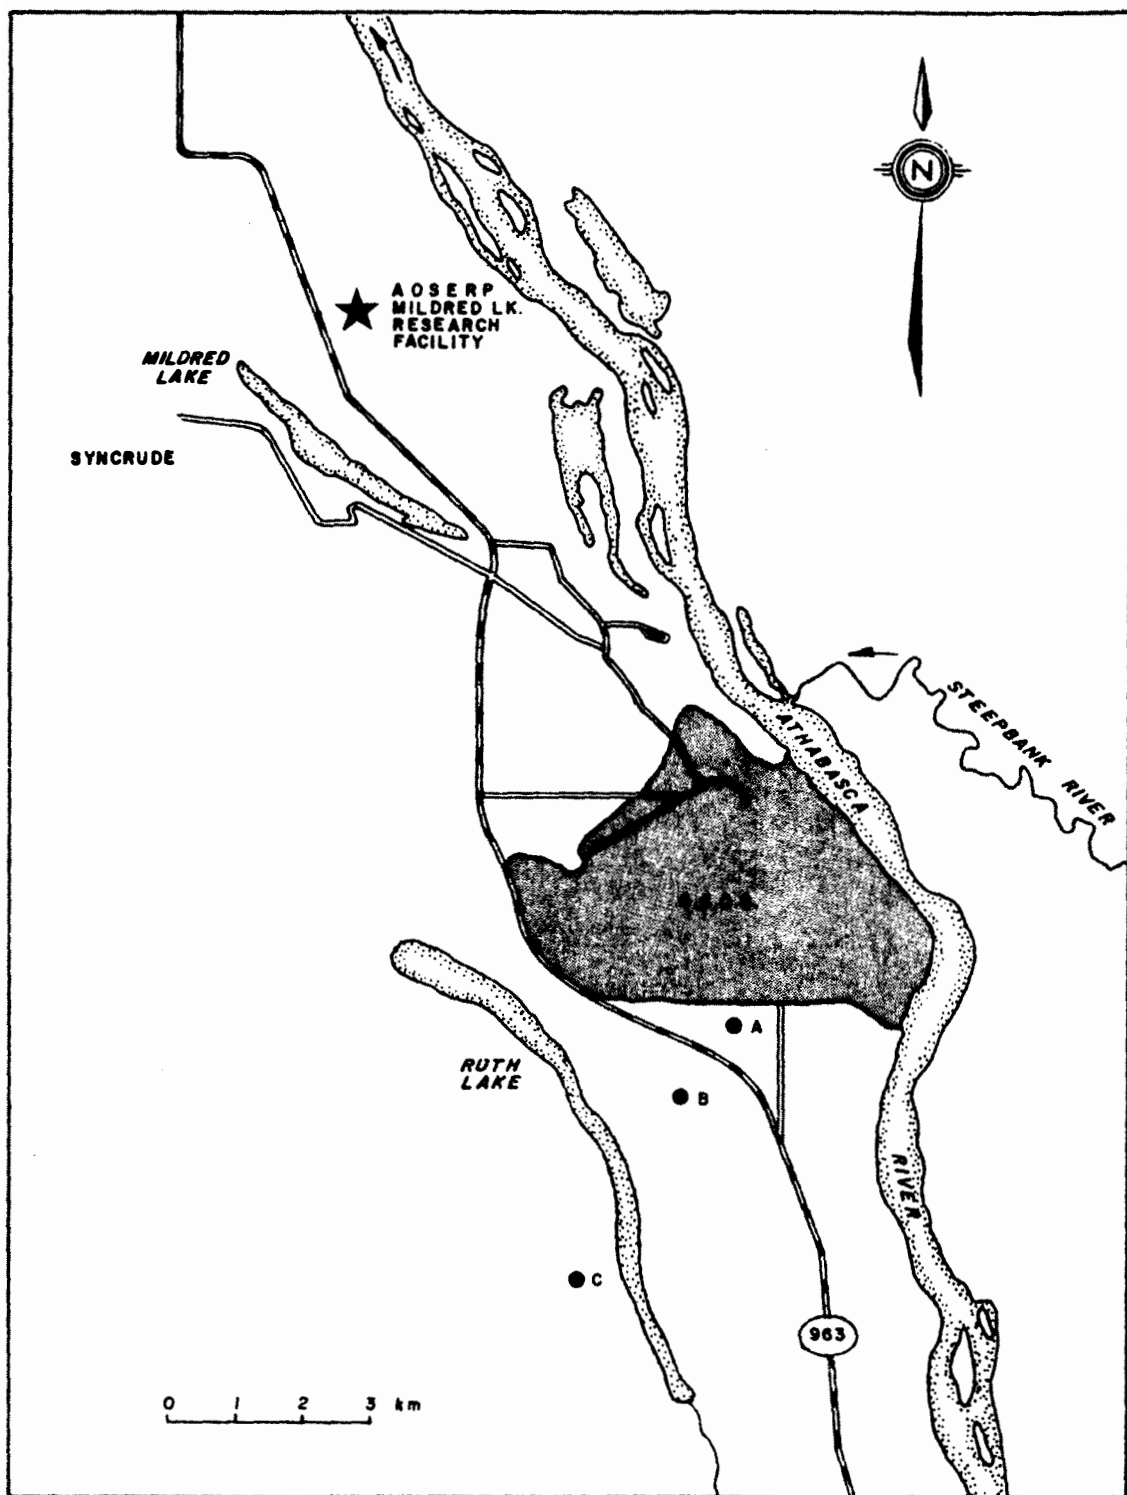 N
AOSERP
MILDRED LK.
RESEARCH
FACILITY
MILDRED
LAKE
SYNCRUDE
STEEPBANK RIVER
ATHABASCA
A
RUTH
LAKE
B
RIVER
C
963
0 1 2 3 km